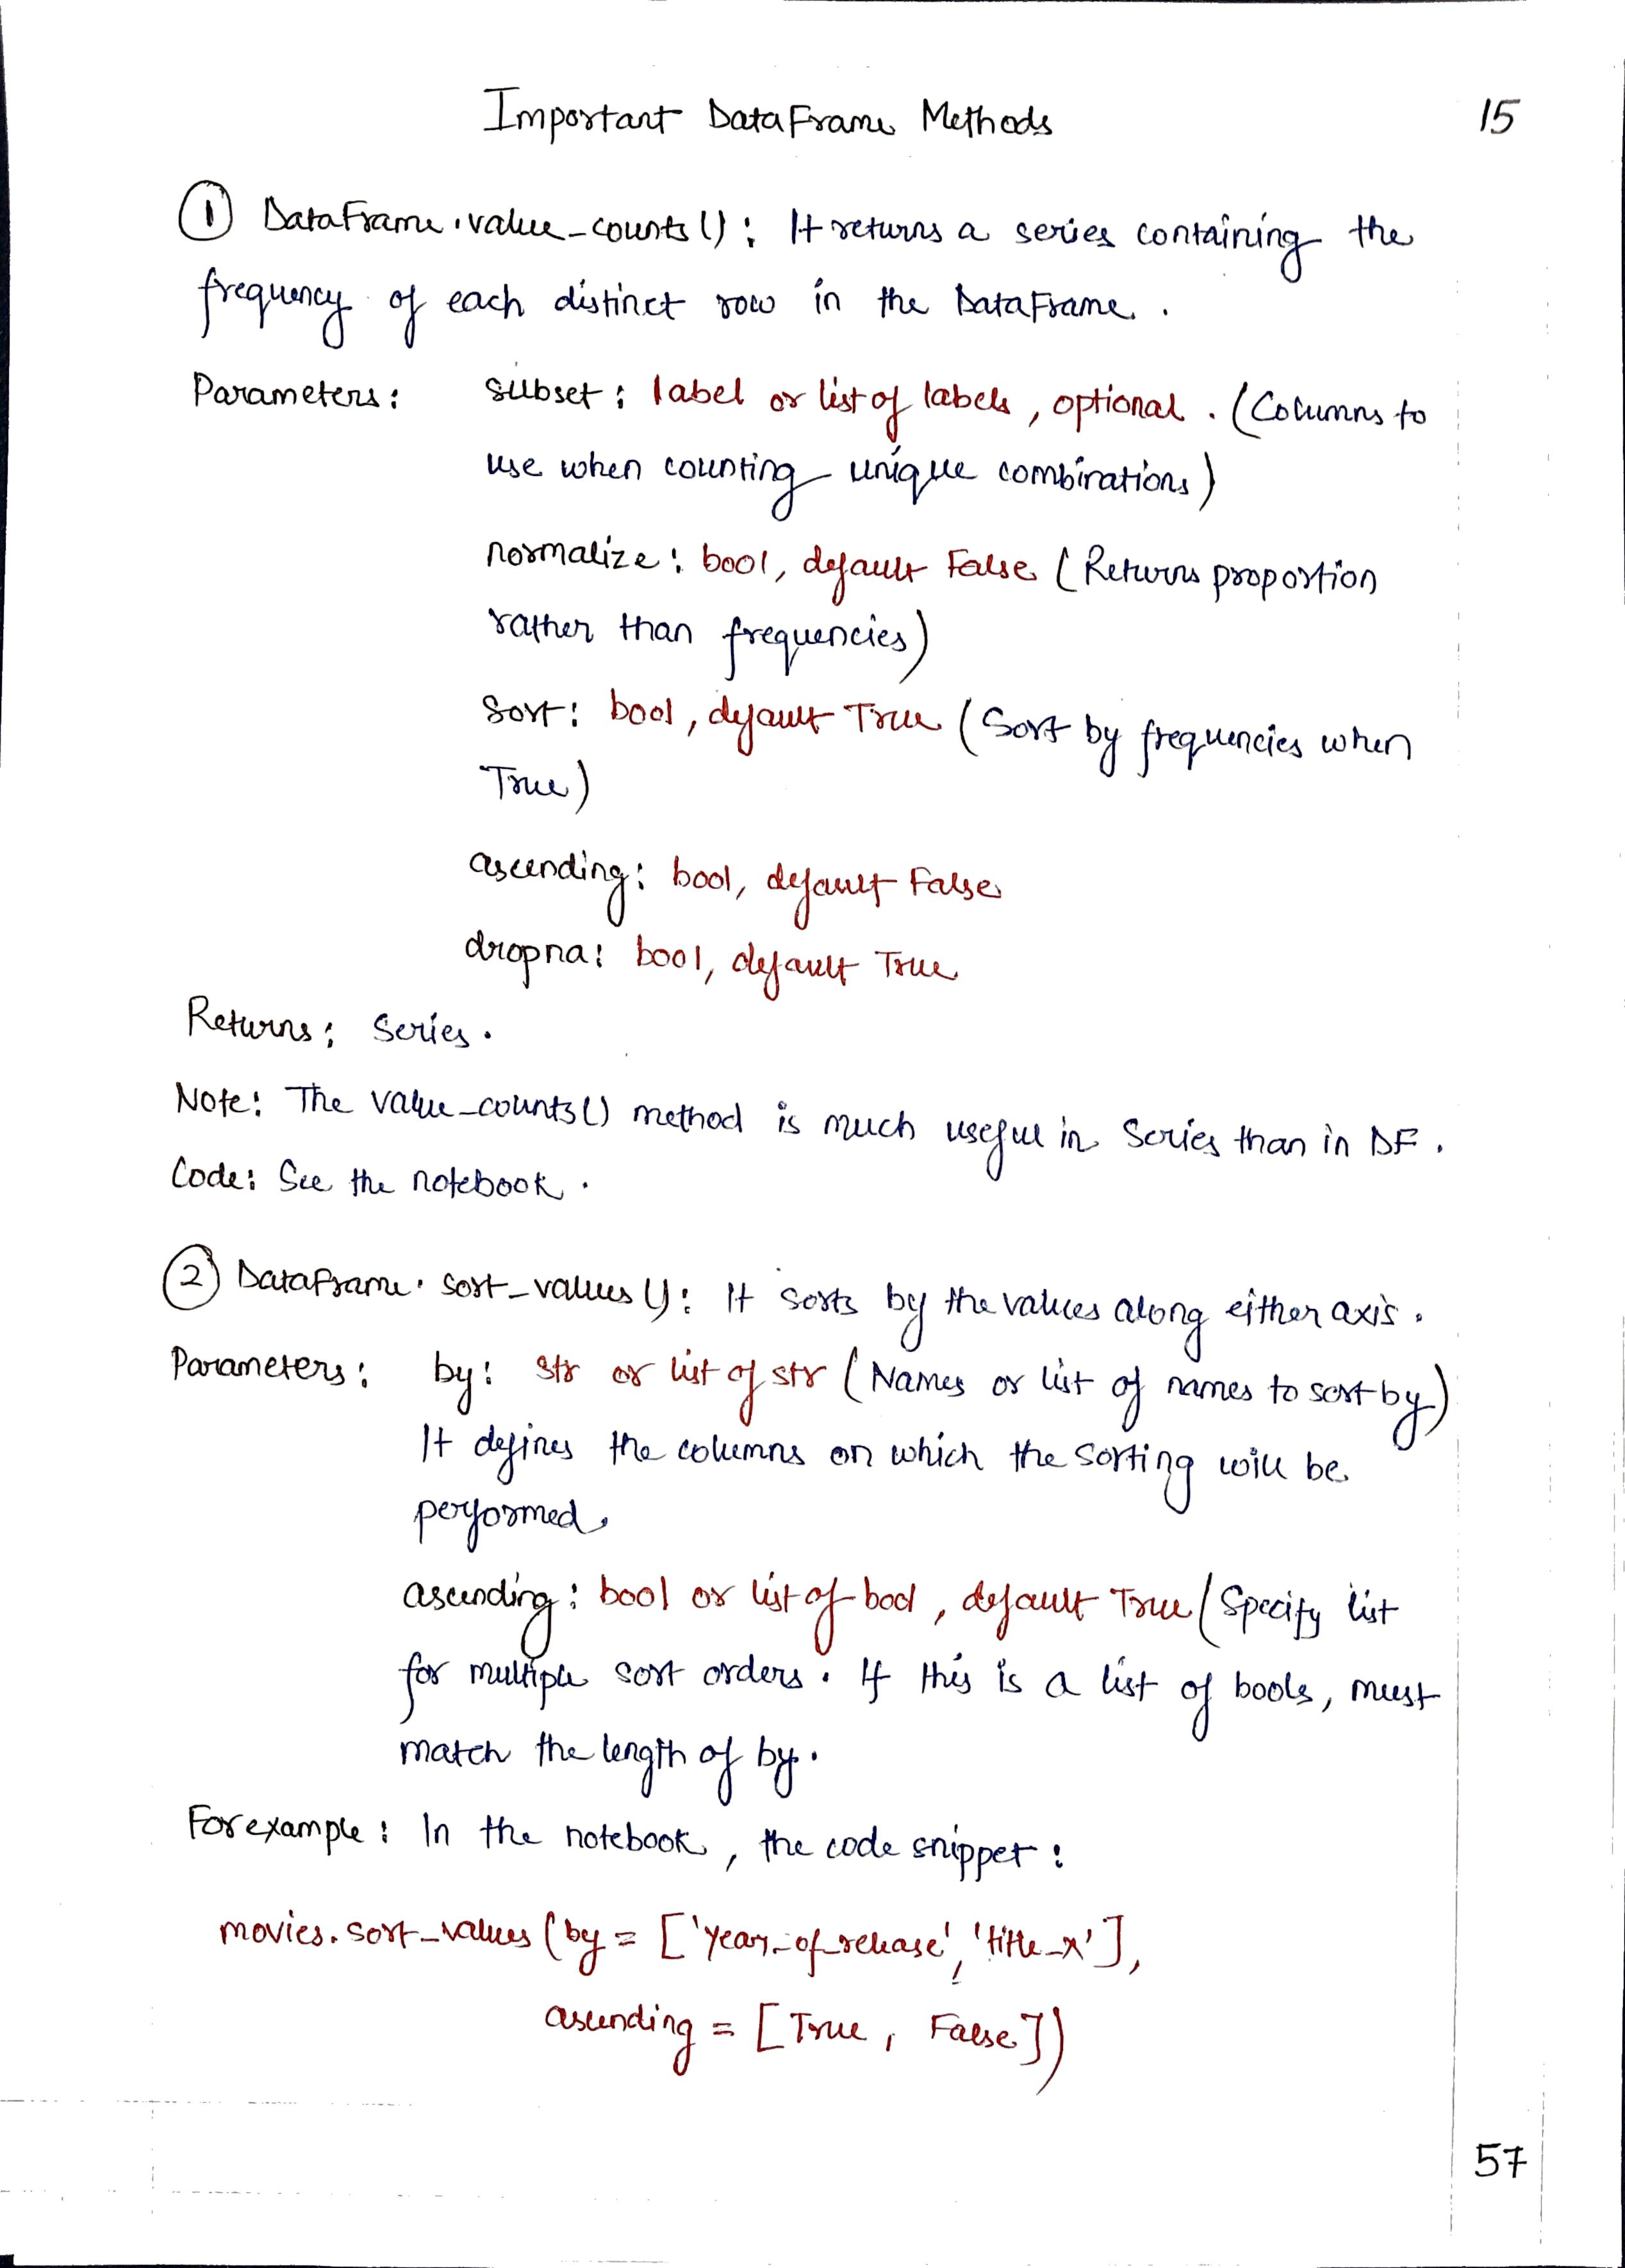 Important DataFrame Methods 15
① DataFrame.value_counts(): It returns a series containing the
frequency of each distinct row in the DataFrame.
Parameters: subset: label or list of labels, optional. (Columns to
use when counting unique combinations)
normalize: bool, default False (Returns proportion
rather than frequencies)
Sort: bool, default True (Sort by frequencies when
True)
ascending: bool, default False
dropna: bool, default True
Returns: Series.
Note: The value_counts() method is much useful in Series than in DF.
Code: See the notebook.
② DataFrame.sort_values(): It sorts by the values along either axis.
Parameters: by: str or list of str (Names or list of names to sort by)
It defines the columns on which the sorting will be
performed.
ascending: bool or list of bool, default True (Specify list
for multiple sort orders. If this is a list of bools, must
match the length of by.
For example: In the notebook, the code snippet:
movies.sort_values(by = ['year_of_release', 'title_x'],
ascending = [True, False])
57